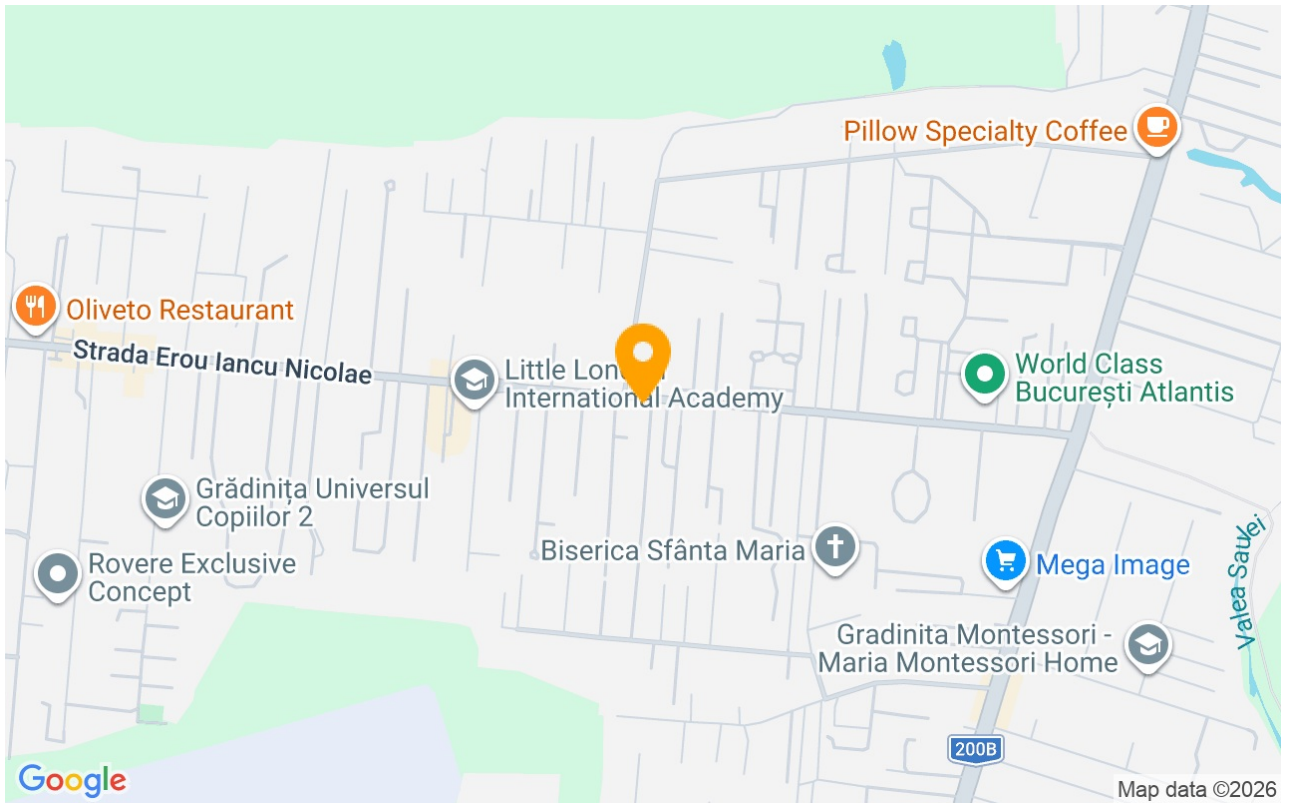 Pillow Specialty Coffee
Oliveto Restaurant
Strada Erou Iancu Nicolae
Little London
International Academy
World Class
București Atlantis
Grădinița Universul
Copiilor 2
Biserica Sfânta Maria
Rovere Exclusive
Concept
Mega Image
Valea Saulei
Gradinita Montessori -
Maria Montessori Home
200B
Google
Map data ©2026